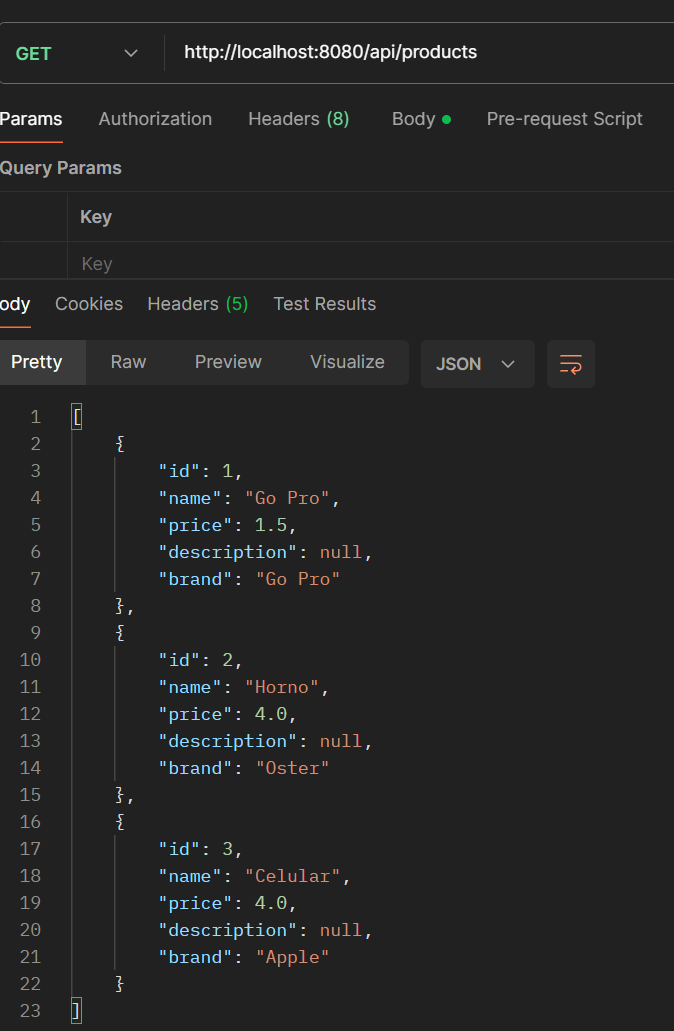 GET http://localhost:8080/api/products
Params Authorization Headers (8) Body Pre-request Script
Query Params
Key
Key
ody Cookies Headers (5) Test Results
Pretty Raw Preview Visualize JSON
1 [
2 {
3 "id": 1,
4 "name": "Go Pro",
5 "price": 1.5,
6 "description": null,
7 "brand": "Go Pro"
8 },
9 {
10 "id": 2,
11 "name": "Horno",
12 "price": 4.0,
13 "description": null,
14 "brand": "Oster"
15 },
16 {
17 "id": 3,
18 "name": "Celular",
19 "price": 4.0,
20 "description": null,
21 "brand": "Apple"
22 }
23 ]